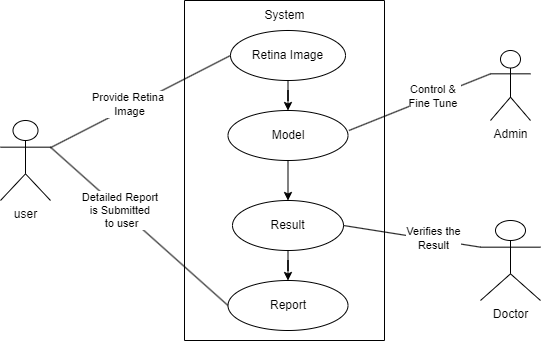 System
Retina Image
Control &
Fine Tune
Provide Retina
Image
Model
Admin
Detailed Report
is Submitted
to user
user
Result
Verifies the
Result
Report
Doctor